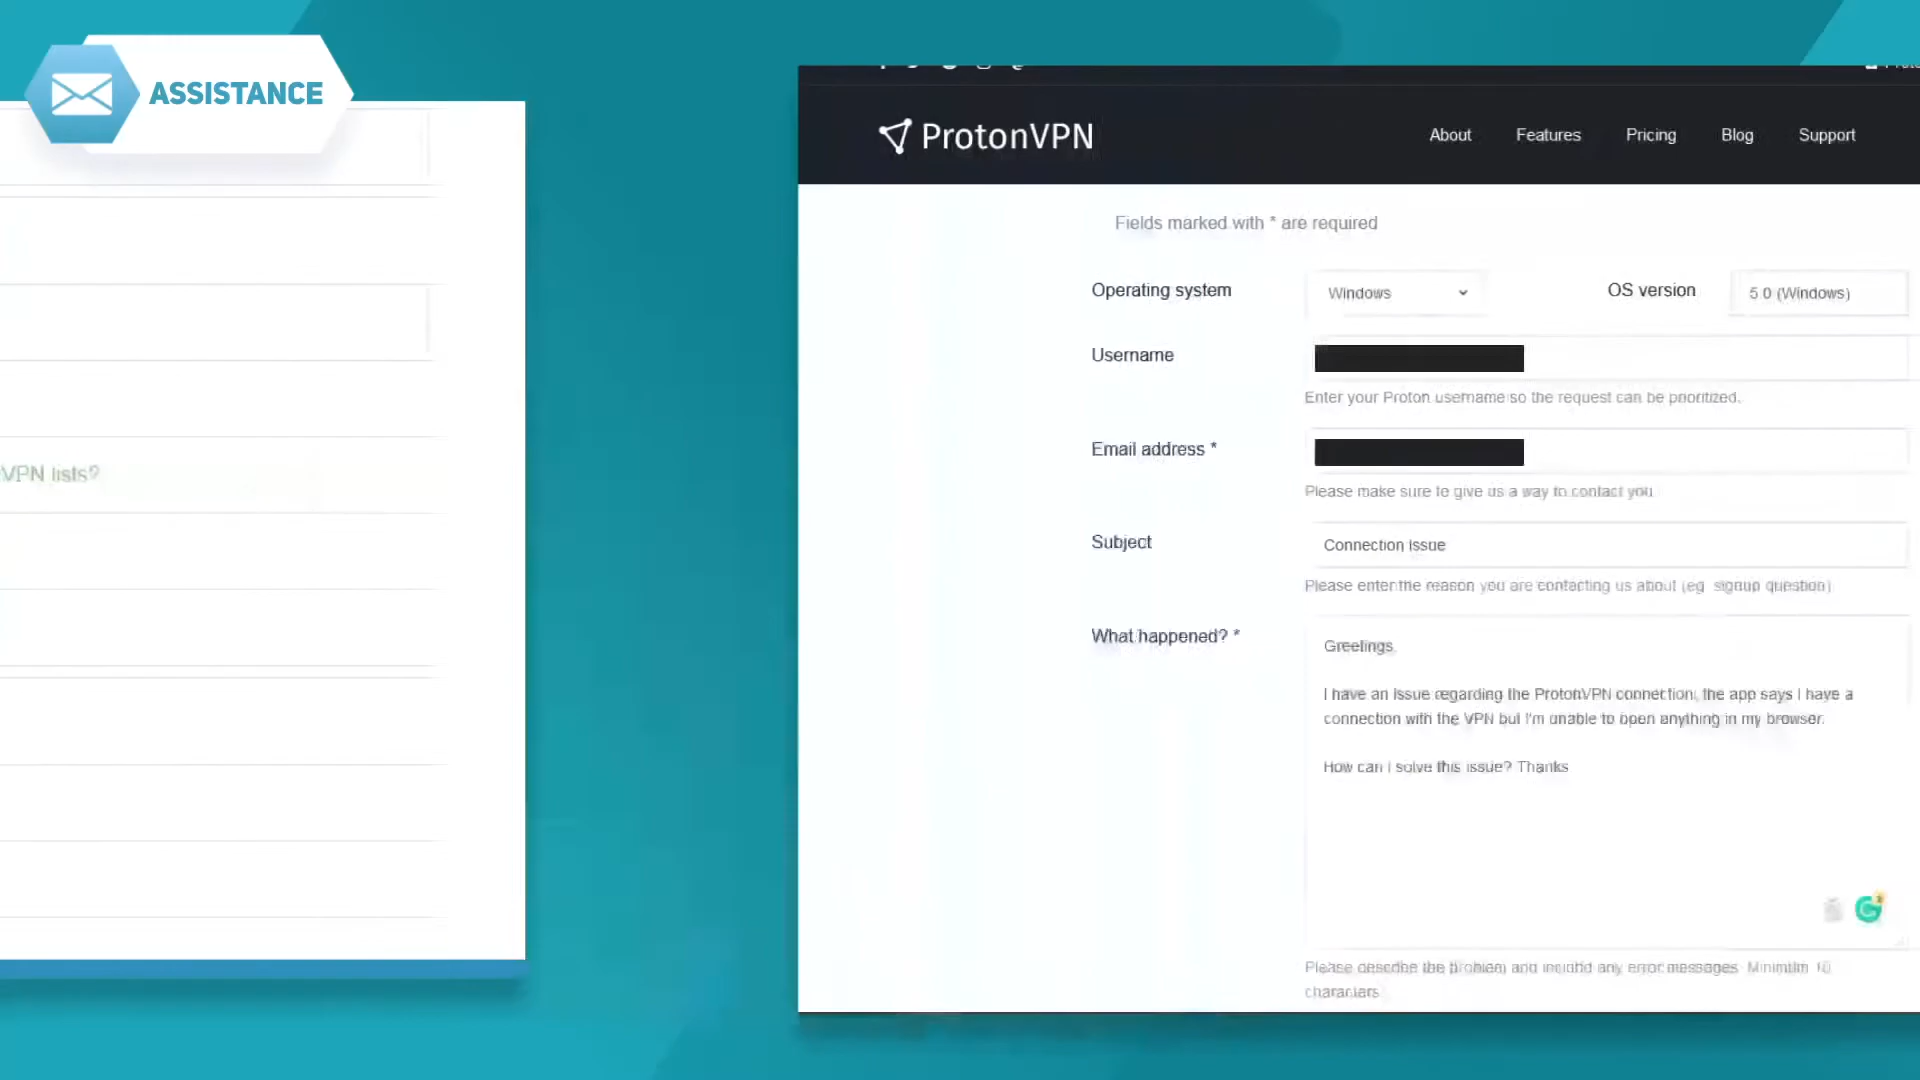 ASSISTANCE
VPN lists?
ProtonVPN
About
Features
Pricing
Blog
Support
Fields marked with * are required
Operating system
Windows
OS version
5.0 (Windows)
Username
Enter your Proton username so the request can be prioritized.
Email address *
Please make sure to give us a way to contact you
Subject
Connection issue
Please enter the reason you are contacting us about (eg. signup question)
What happened? *
Greetings,
I have an issue regarding the ProtonVPN connection, the app says I have a
connection with the VPN but I'm unable to open anything in my browser.
How can I solve this issue? Thanks
Please describe the problem and include any error messages. Minimum 10
characters